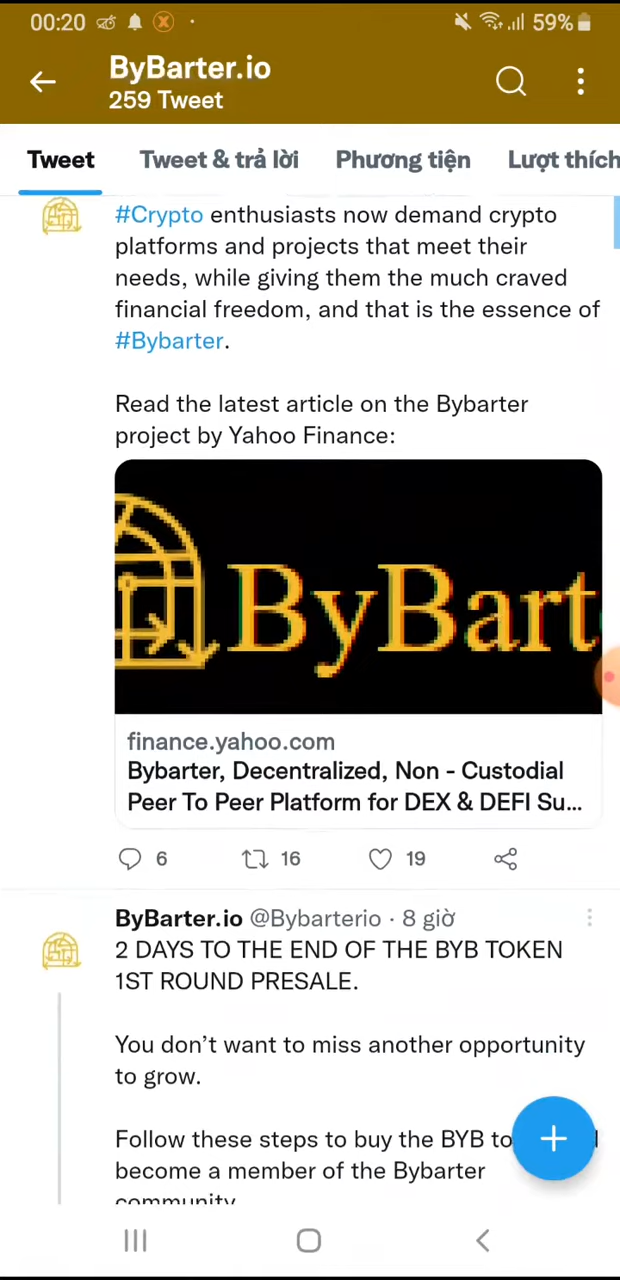 00:20
59%
ByBarter.io
259 Tweet
Tweet
Tweet & trả lời
Phương tiện
Lượt thích
#Crypto enthusiasts now demand crypto
platforms and projects that meet their
needs, while giving them the much craved
financial freedom, and that is the essence of
#Bybarter.
Read the latest article on the Bybarter
project by Yahoo Finance:
ByBart
finance.yahoo.com
Bybarter, Decentralized, Non - Custodial
Peer To Peer Platform for DEX & DEFI Su...
6
16
19
ByBarter.io @Bybarterio · 8 giờ
2 DAYS TO THE END OF THE BYB TOKEN
1ST ROUND PRESALE.
You don’t want to miss another opportunity
to grow.
Follow these steps to buy the BYB to
become a member of the Bybarter
community